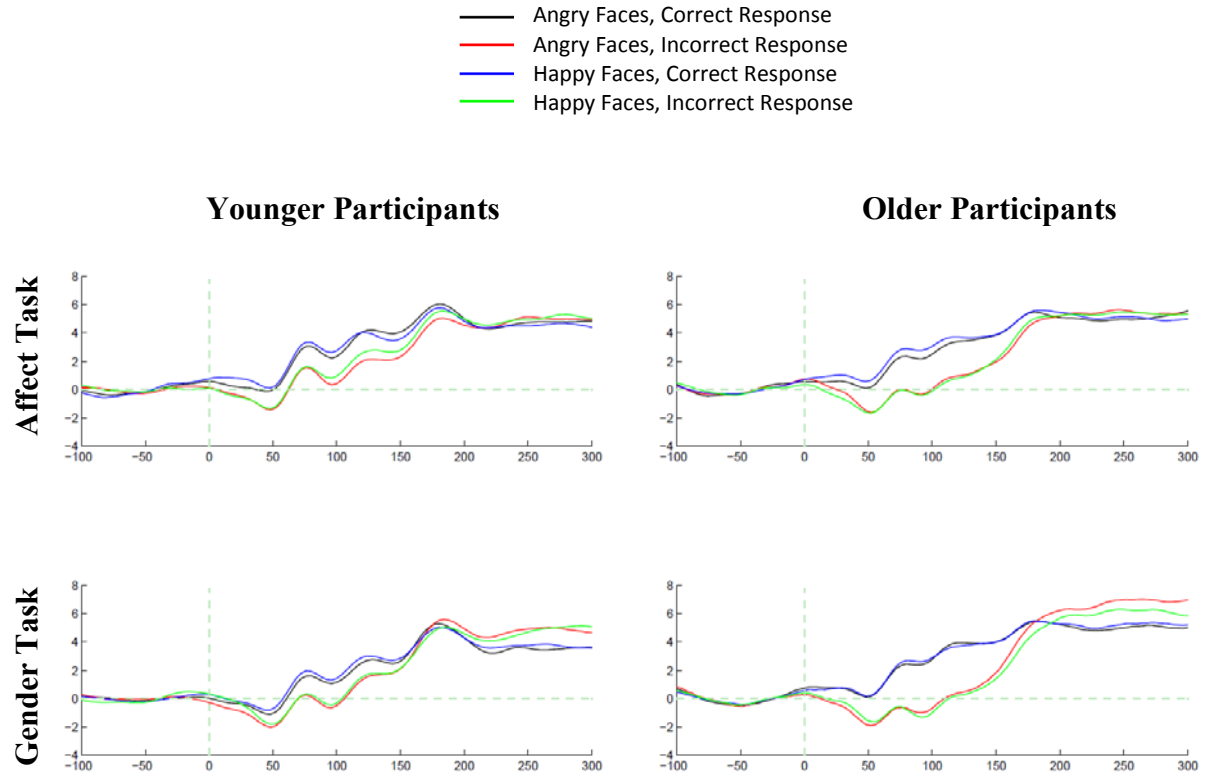 Angry Faces, Correct Response
Angry Faces, Incorrect Response
Happy Faces, Correct Response
Happy Faces, Incorrect Response
Younger Participants
Older Participants
Affect Task
8
6
4
2
0
−2
−4
−100 −50 0 50 100 150 200 250 300
8
6
4
2
0
−2
−4
−100 −50 0 50 100 150 200 250 300
Gender Task
8
6
4
2
0
−2
−4
−100 −50 0 50 100 150 200 250 300
8
6
4
2
0
−2
−4
−100 −50 0 50 100 150 200 250 300